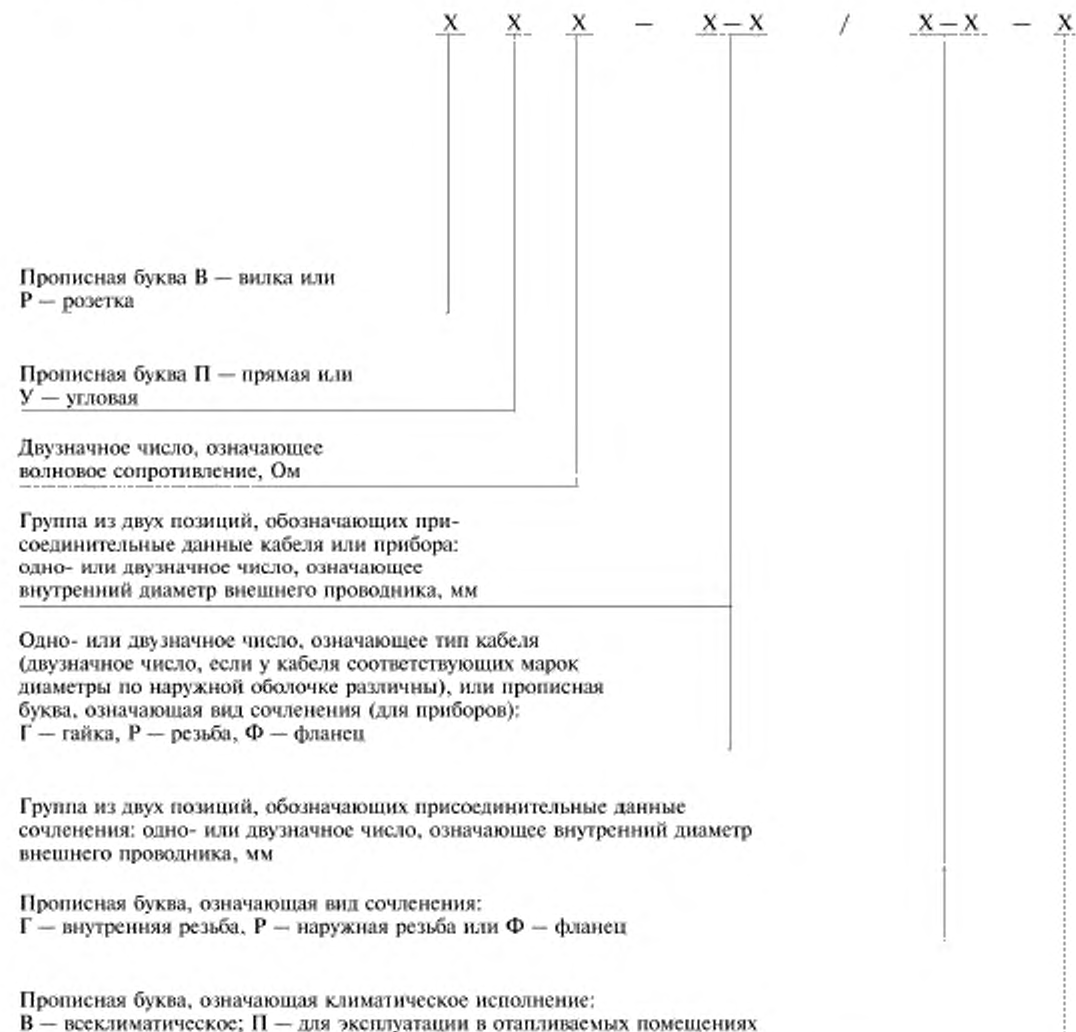 X X X — X — X / X — X — X
Прописная буква В — вилка или
Р — розетка
Прописная буква П — прямая или
У — угловая
Двузначное число, означающее
волновое сопротивление, Ом
Группа из двух позиций, обозначающих при-
соединительные данные кабеля или прибора:
одно- или двузначное число, означающее
внутренний диаметр внешнего проводника, мм
Одно- или двузначное число, означающее тип кабеля
(двузначное число, если у кабеля соответствующих марок
диаметры по наружной оболочке различны), или прописная
буква, означающая вид сочленения (для приборов):
Г — гайка, Р — резьба, Ф — фланец
Группа из двух позиций, обозначающих присоединительные данные
сочленения: одно- или двузначное число, означающее внутренний диаметр
внешнего проводника, мм
Прописная буква, означающая вид сочленения:
Г — внутренняя резьба, Р — наружная резьба или Ф — фланец
Прописная буква, означающая климатическое исполнение:
В — всеклиматическое; П — для эксплуатации в отапливаемых помещениях